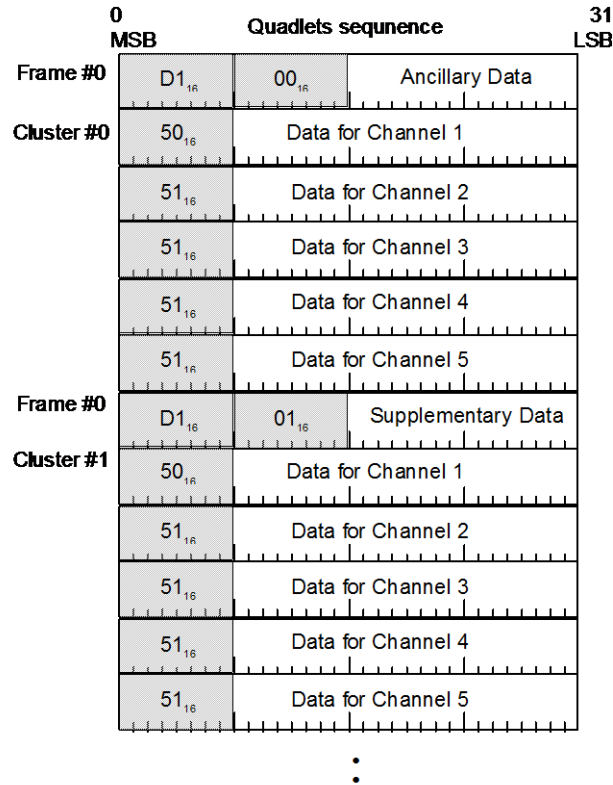 0 Quadlets sequnence 31
MSB LSB
Frame #0 D1₁₆ 00₁₆ Ancillary Data
Cluster #0 50₁₆ Data for Channel 1
51₁₆ Data for Channel 2
51₁₆ Data for Channel 3
51₁₆ Data for Channel 4
51₁₆ Data for Channel 5
Frame #0 D1₁₆ 01₁₆ Supplementary Data
Cluster #1 50₁₆ Data for Channel 1
51₁₆ Data for Channel 2
51₁₆ Data for Channel 3
51₁₆ Data for Channel 4
51₁₆ Data for Channel 5